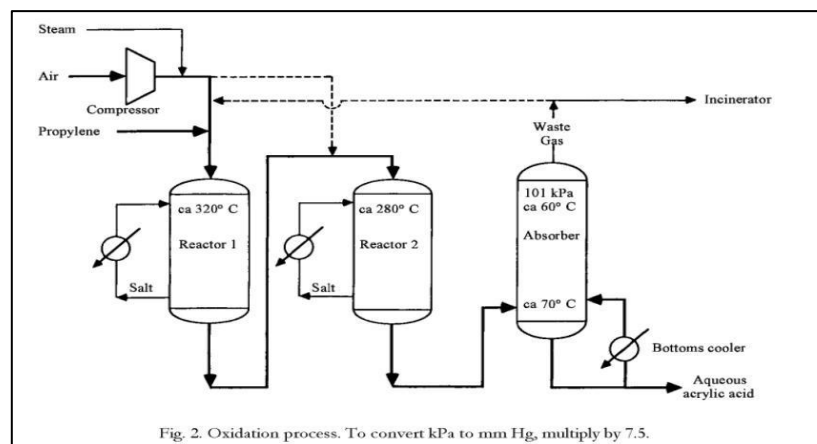 Steam
Air
Compressor
Propylene
Incinerator
Waste
Gas
ca 320° C
Reactor 1
Salt
ca 280° C
Reactor 2
Salt
101 kPa
ca 60° C
Absorber
ca 70° C
Bottoms cooler
Aqueous
acrylic acid
Fig. 2. Oxidation process. To convert kPa to mm Hg, multiply by 7.5.